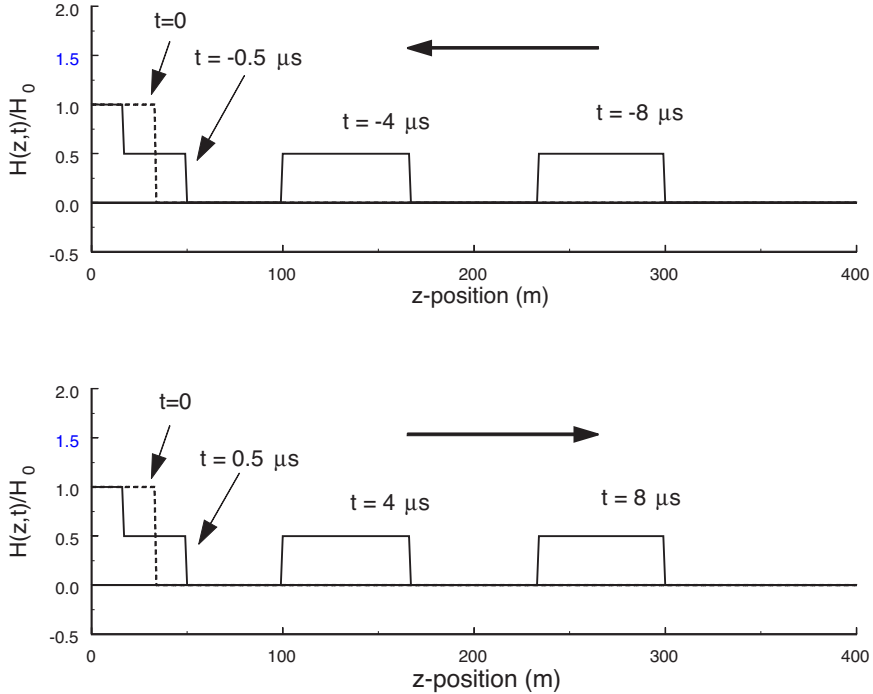 2.0
t=0
1.5
t = -0.5 μs
t = -4 μs
t = -8 μs
1.0
0.5
0.0
-0.5
H(z,t)/H0
0 100 200 300 400
z-position (m)
2.0
t=0
1.5
t = 0.5 μs
t = 4 μs
t = 8 μs
1.0
0.5
0.0
-0.5
H(z,t)/H0
0 100 200 300 400
z-position (m)